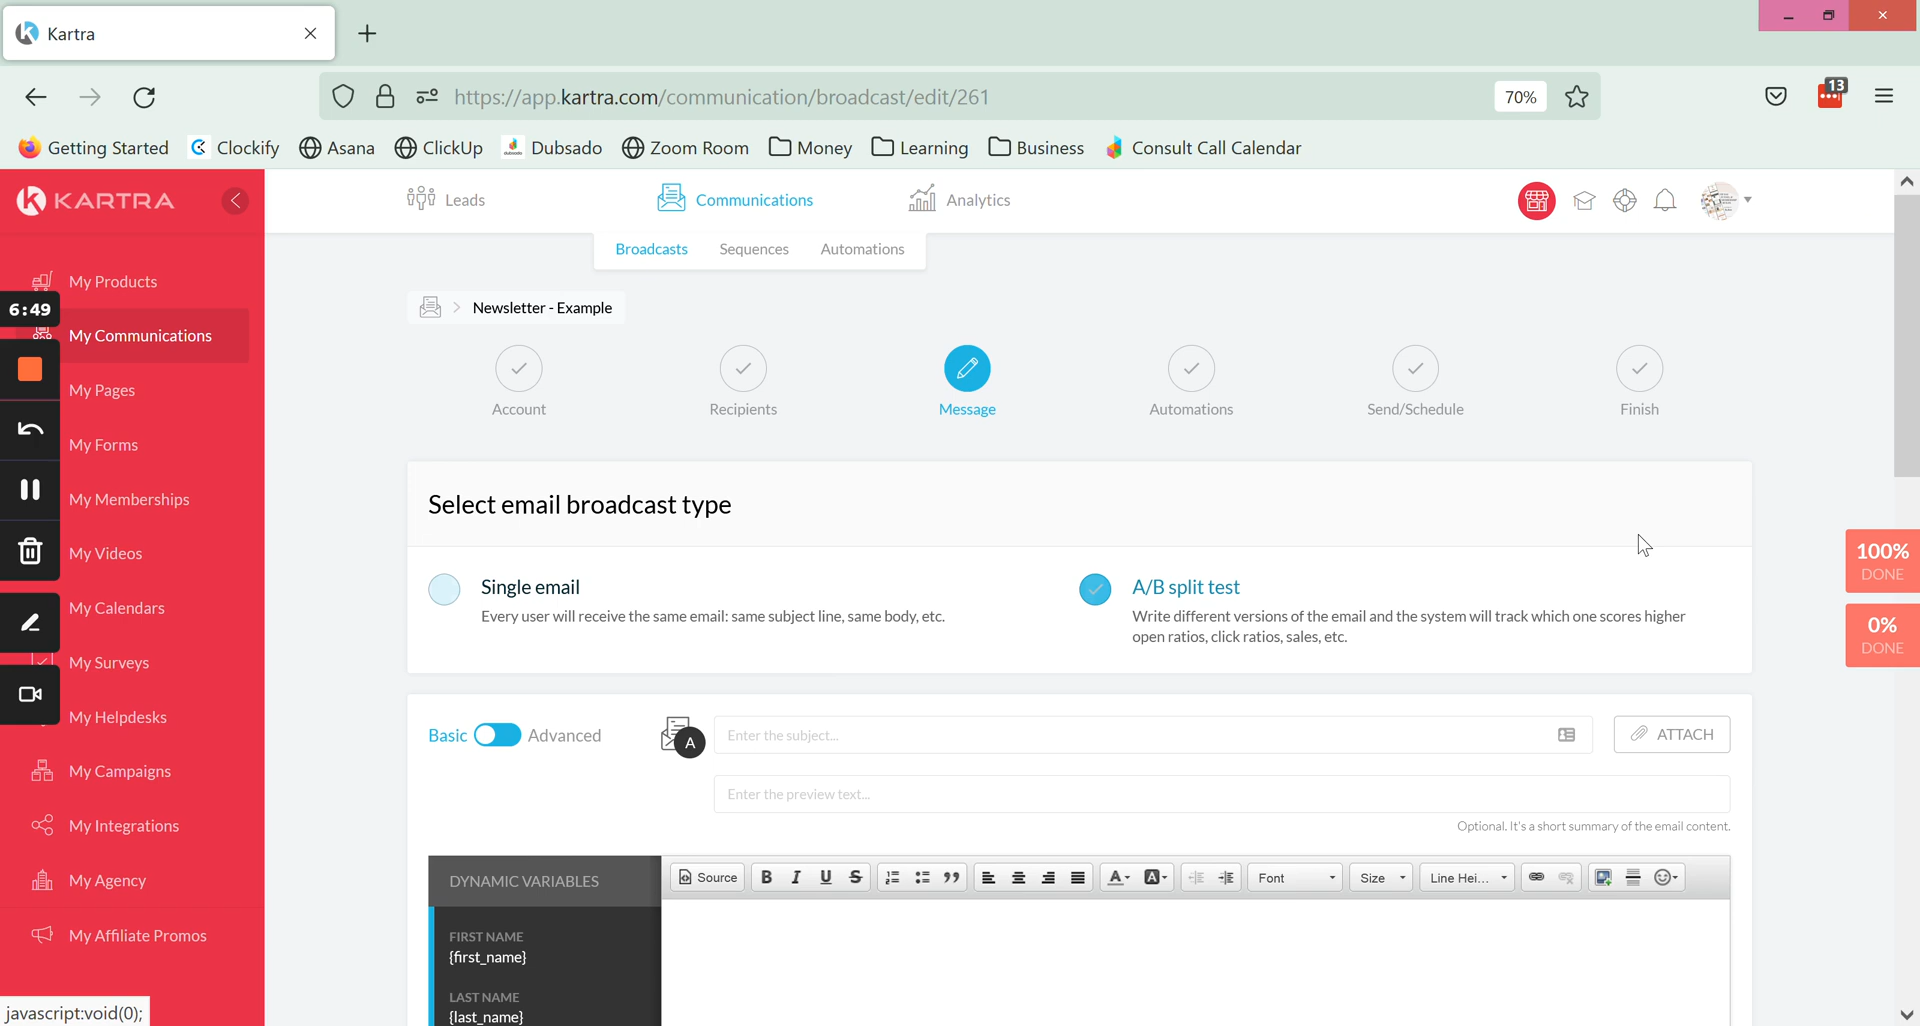 Kartra
https://app.kartra.com/communication/broadcast/edit/261
70%
13
Getting Started
Clockify
Asana
ClickUp
Dubsado
Zoom Room
Money
Learning
Business
Consult Call Calendar
KARTRA
Leads
Communications
Analytics
Broadcasts
Sequences
Automations
My Products
6:49
My Communications
My Pages
My Forms
My Memberships
My Videos
My Calendars
My Surveys
My Helpdesks
My Campaigns
My Integrations
My Agency
My Affiliate Promos
javascript:void(0);
Newsletter - Example
Account
Recipients
Message
Automations
Send/Schedule
Finish
Select email broadcast type
Single email
Every user will receive the same email: same subject line, same body, etc.
A/B split test
Write different versions of the email and the system will track which one scores higher
open ratios, click ratios, sales, etc.
100%
DONE
0%
DONE
Basic
Advanced
A
Enter the subject...
ATTACH
Enter the preview text...
Optional. It's a short summary of the email content.
DYNAMIC VARIABLES
Source
B I U S
Font
Size
Line Hei...
FIRST NAME
{first_name}
LAST NAME
{last_name}